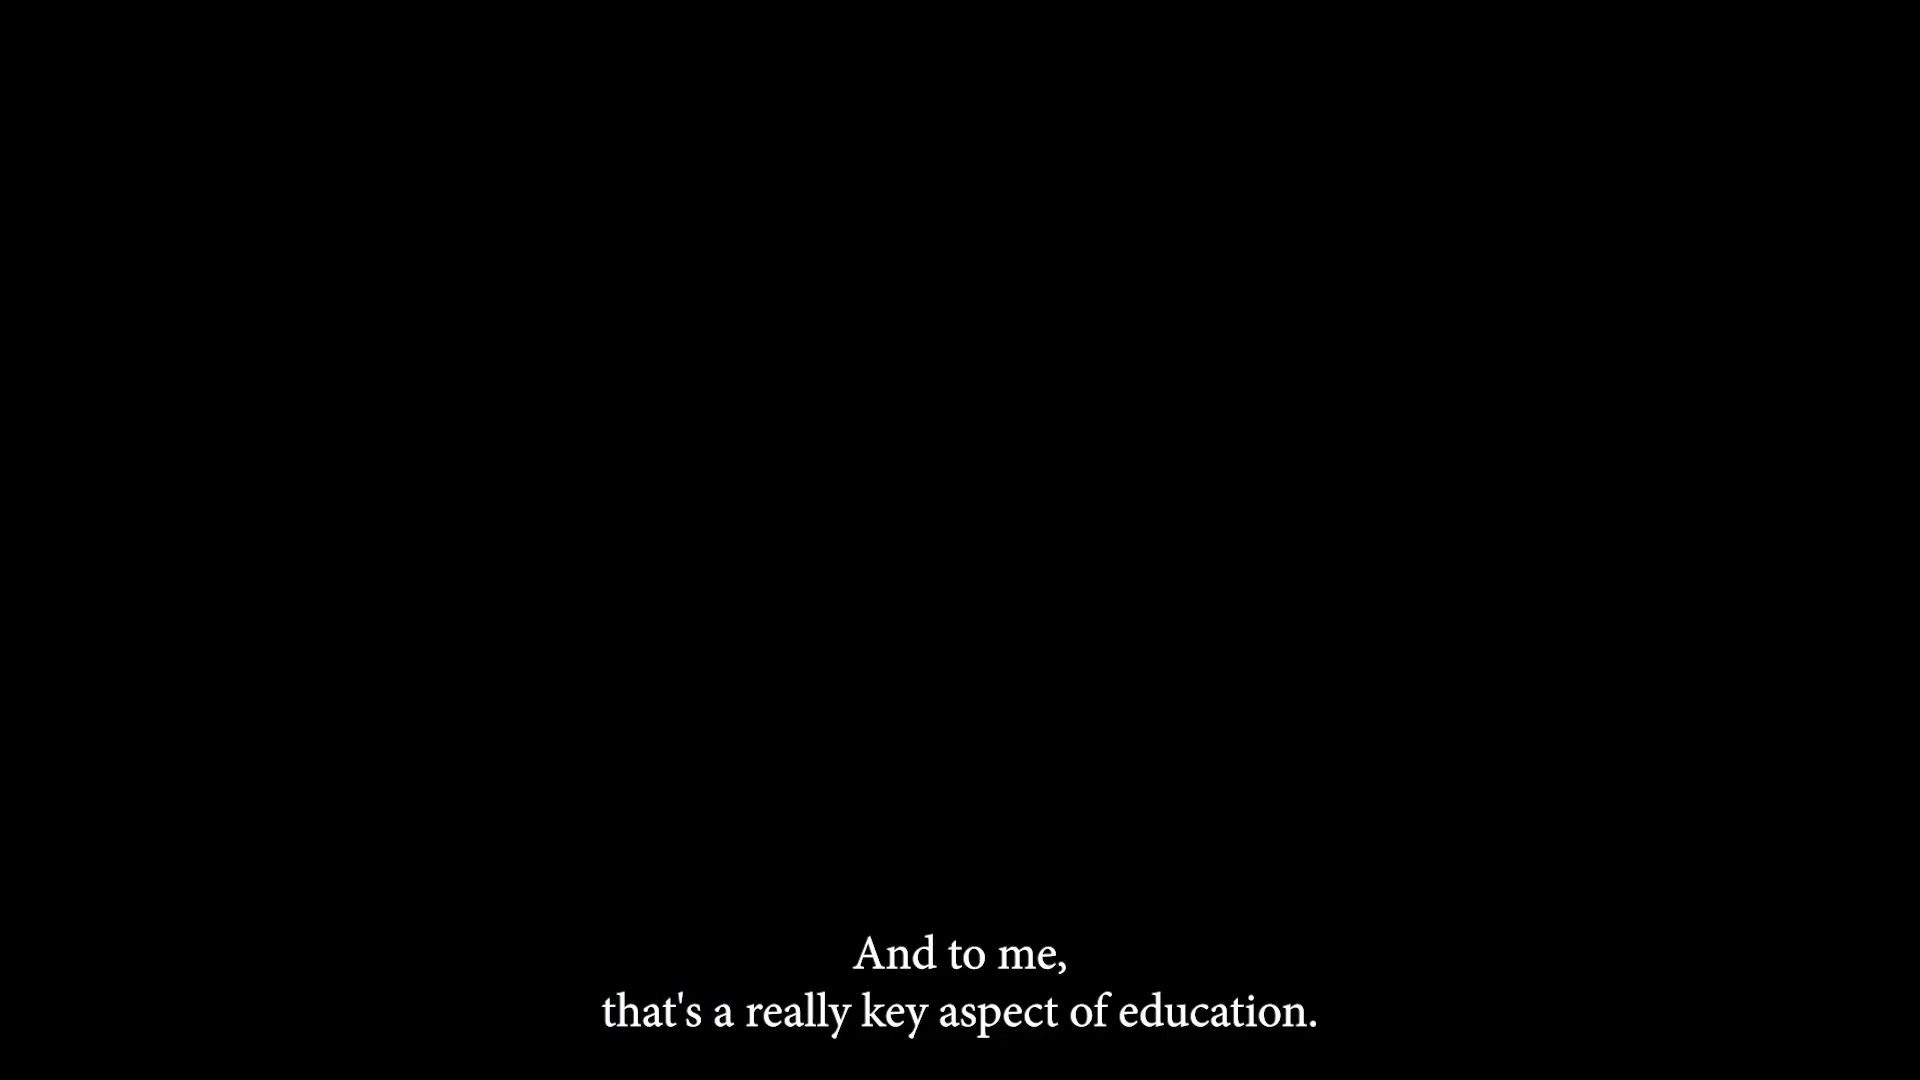 And to me,
that's a really key aspect of education.